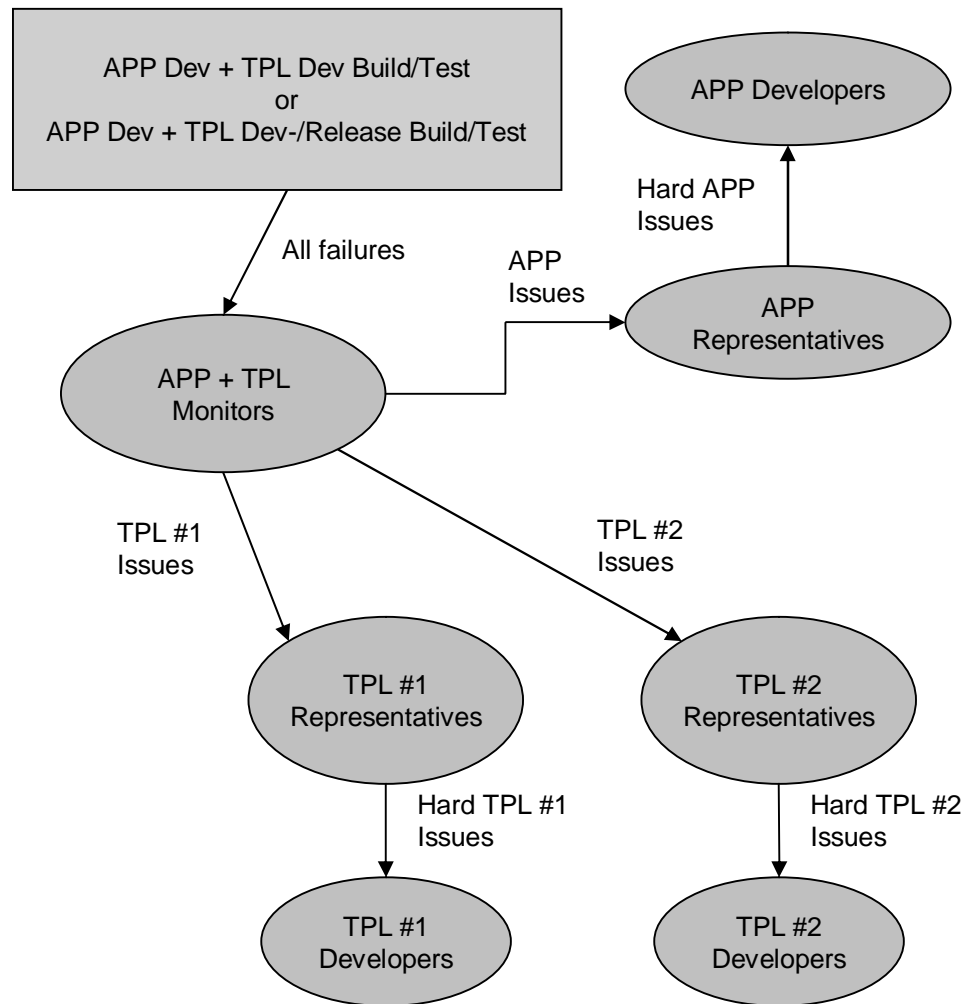 APP Dev + TPL Dev Build/Test
or
APP Dev + TPL Dev-/Release Build/Test
APP Developers
Hard APP
Issues
All failures
APP
Issues
APP
Representatives
APP + TPL
Monitors
TPL #1
Issues
TPL #2
Issues
TPL #1
Representatives
TPL #2
Representatives
Hard TPL #1
Issues
Hard TPL #2
Issues
TPL #1
Developers
TPL #2
Developers